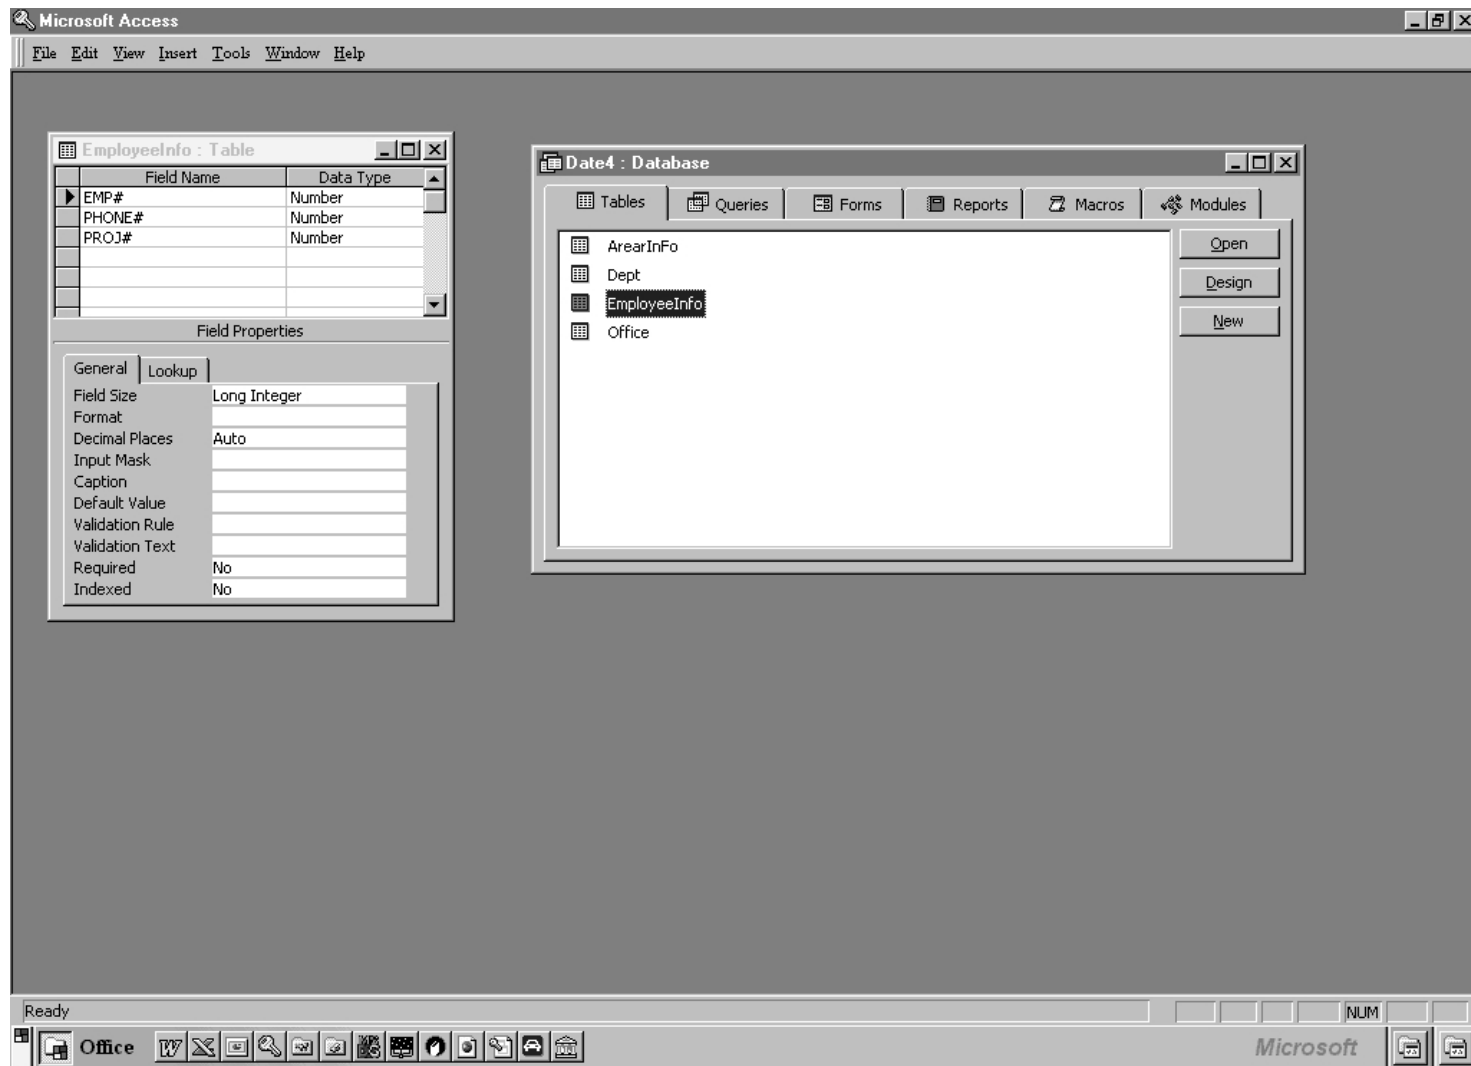 Microsoft Access
File Edit View Insert Tools Window Help
EmployeeInfo : Table
Field Name Data Type
EMP# Number
PHONE# Number
PROJ# Number
Field Properties
General Lookup
Field Size Long Integer
Format
Decimal Places Auto
Input Mask
Caption
Default Value
Validation Rule
Validation Text
Required No
Indexed No
Date4 : Database
Tables Queries Forms Reports Macros Modules
ArearInFo
Dept
EmployeeInfo
Office
Open
Design
New
Ready NUM
Office Microsoft